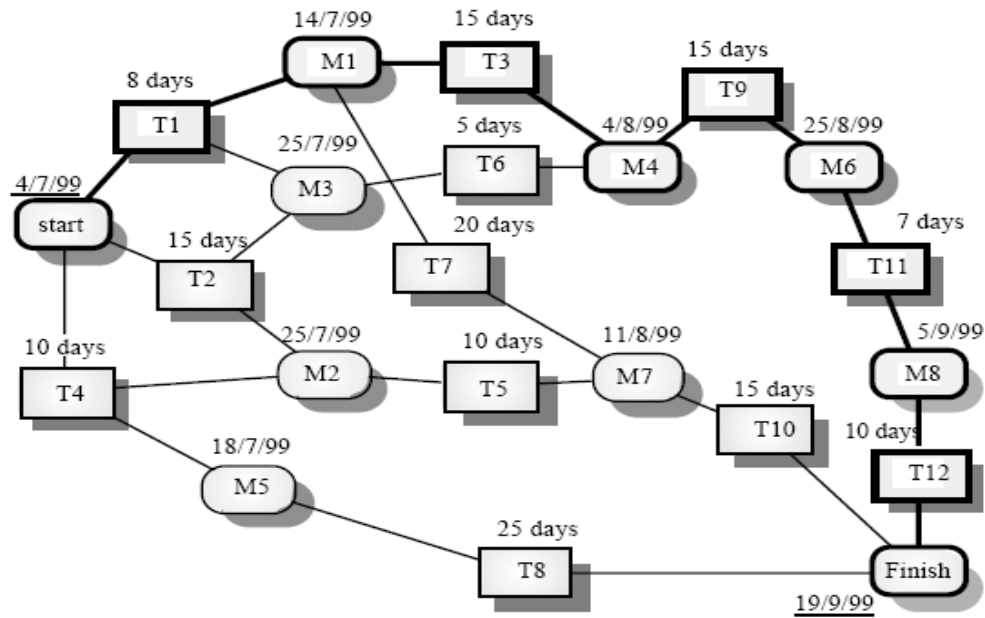 14/7/99
15 days
M1
T3
15 days
8 days
T9
T1
25/7/99
5 days
4/8/99
25/8/99
T6
M4
M6
4/7/99
M3
start
15 days
20 days
7 days
T2
T7
T11
25/7/99
10 days
11/8/99
5/9/99
10 days
M2
T5
M7
M8
T4
15 days
T10
10 days
18/7/99
M5
T12
25 days
T8
Finish
19/9/99